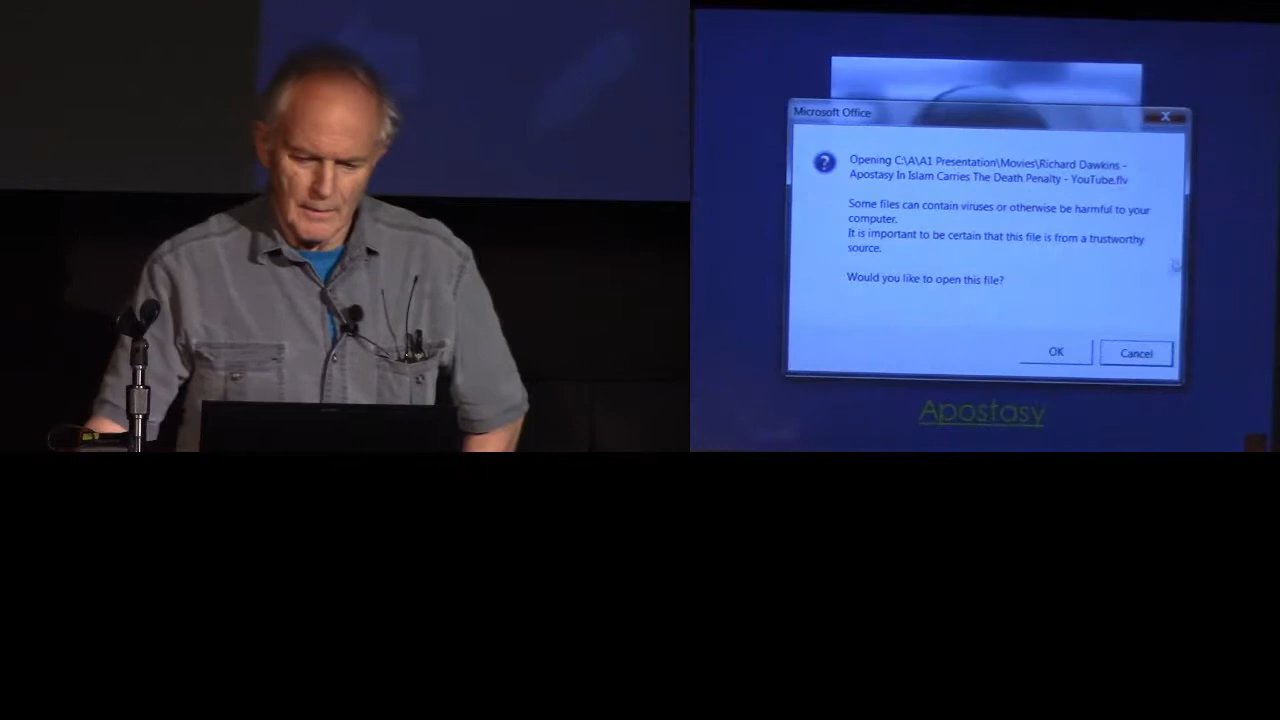 Microsoft Office
Opening C:\A\A1 Presentation\Movies\Richard Dawkins -
Apostasy In Islam Carries The Death Penalty - YouTube.flv
Some files can contain viruses or otherwise be harmful to your
computer.
It is important to be certain that this file is from a trustworthy
source.
Would you like to open this file?
OK
Cancel
Apostasy